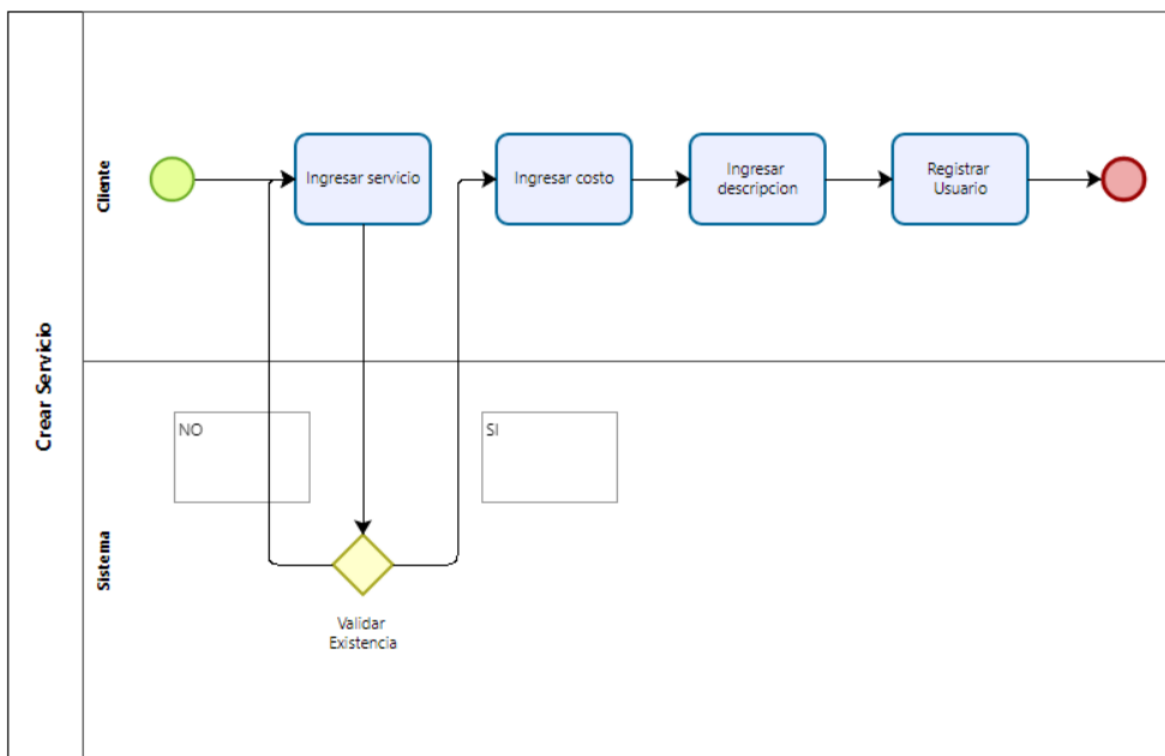 Crear Servicio
Cliente
Ingresar servicio
Ingresar costo
Ingresar
descripcion
Registrar
Usuario
Sistema
NO
SI
Validar
Existencia